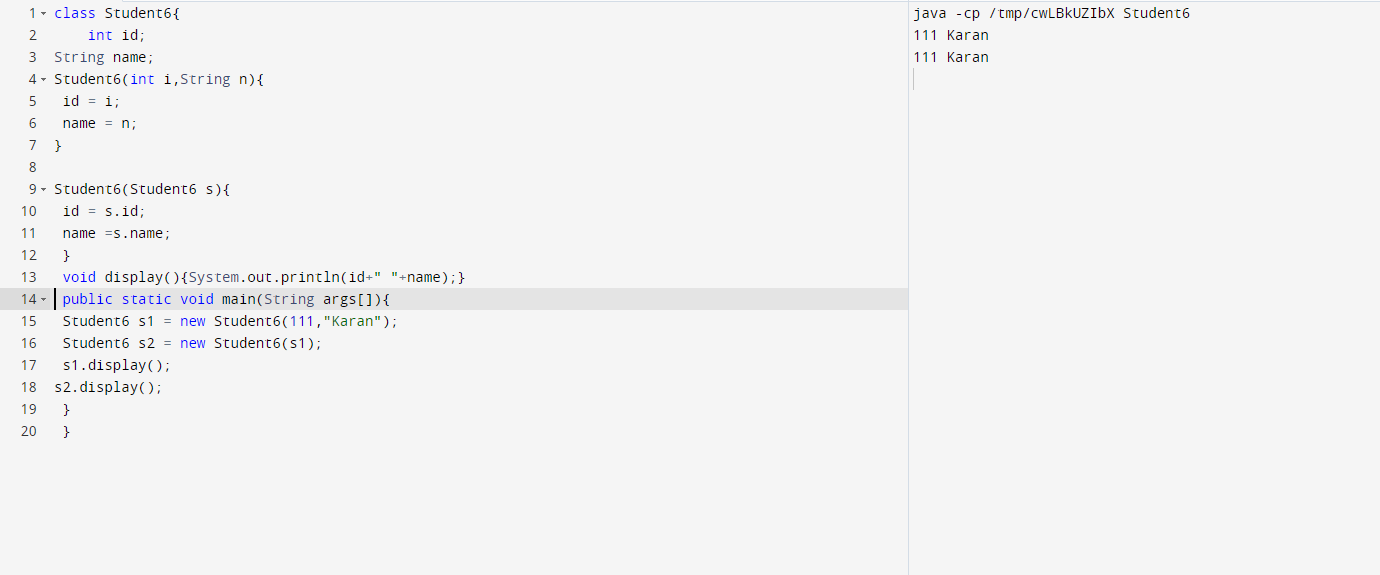 1 class Student6{
2     int id;
3 String name;
4 Student6(int i,String n){
5  id = i;
6  name = n;
7 }
8
9 Student6(Student6 s){
10  id = s.id;
11  name =s.name;
12  }
13  void display(){System.out.println(id+" "+name);}
14  public static void main(String args[]){
15  Student6 s1 = new Student6(111,"Karan");
16  Student6 s2 = new Student6(s1);
17  s1.display();
18 s2.display();
19  }
20  }
java -cp /tmp/cwLBkUZIbX Student6
111 Karan
111 Karan